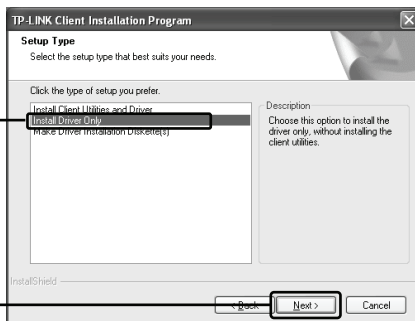 TP-LINK Client Installation Program
Setup Type
Select the setup type that best suits your needs.
Click the type of setup you prefer.
Install Client Utilities and Driver
Install Driver Only
Make Driver Installation Diskette(s)
Description
Choose this option to install the
driver only, without installing the
client utilities.
InstallShield
< Back
Next >
Cancel